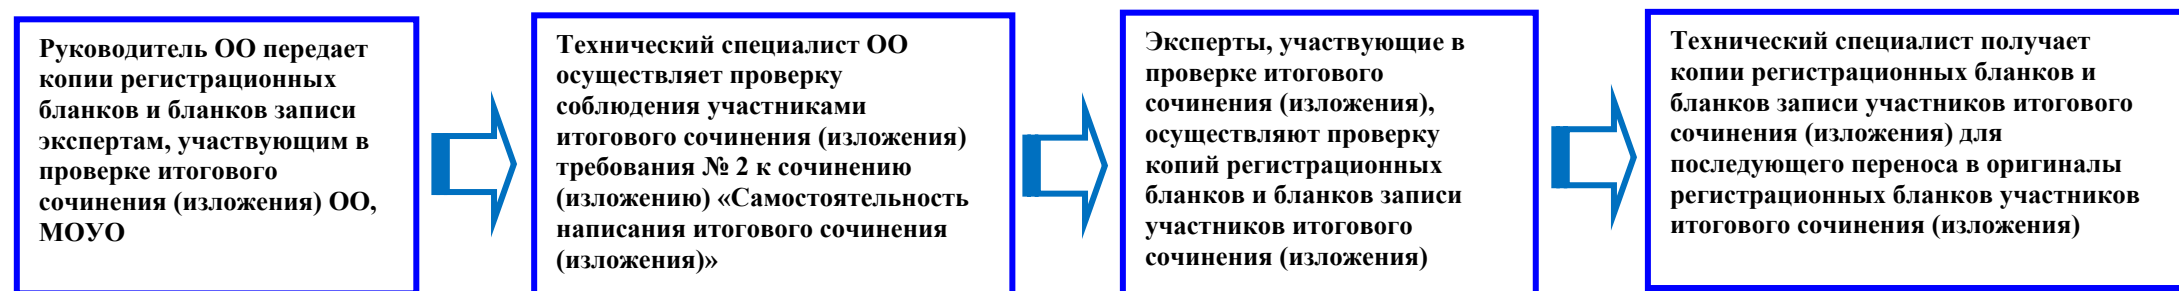 Руководитель ОО передает
копии регистрационных
бланков и бланков записи
экспертам, участвующим в
проверке итогового
сочинения (изложения) ОО,
МОУО
Технический специалист ОО
осуществляет проверку
соблюдения участниками
итогового сочинения (изложения)
требования № 2 к сочинению
(изложению) «Самостоятельность
написания итогового сочинения
(изложения)»
Эксперты, участвующие в
проверке итогового
сочинения (изложения),
осуществляют проверку
копий регистрационных
бланков и бланков записи
участников итогового
сочинения (изложения)
Технический специалист получает
копии регистрационных бланков и
бланков записи участников итогового
сочинения (изложения) для
последующего переноса в оригиналы
регистрационных бланков участников
итогового сочинения (изложения)